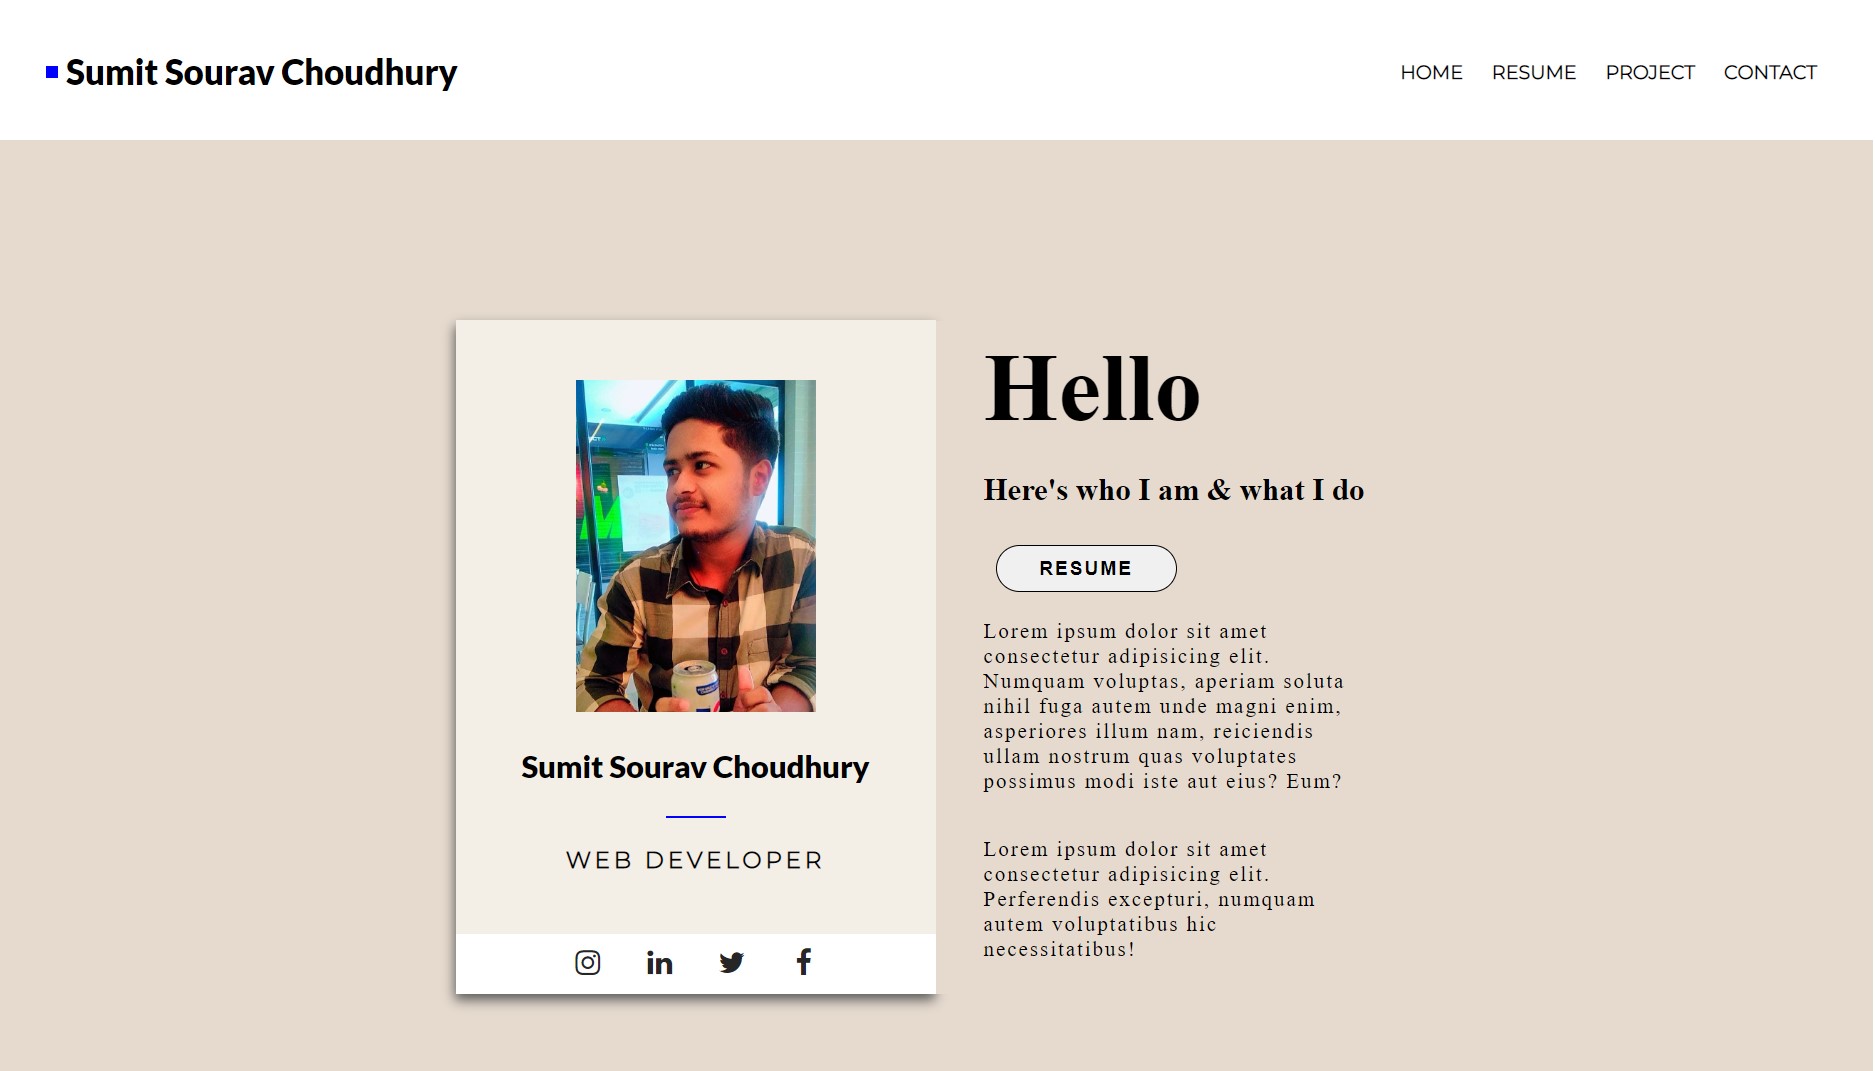 Sumit Sourav Choudhury
HOME RESUME PROJECT CONTACT
Sumit Sourav Choudhury
WEB DEVELOPER
Hello
Here's who I am & what I do
RESUME
Lorem ipsum dolor sit amet
consectetur adipisicing elit.
Numquam voluptas, aperiam soluta
nihil fuga autem unde magni enim,
asperiores illum nam, reiciendis
ullam nostrum quas voluptates
possimus modi iste aut eius? Eum?
Lorem ipsum dolor sit amet
consectetur adipisicing elit.
Perferendis excepturi, numquam
autem voluptatibus hic
necessitatibus!